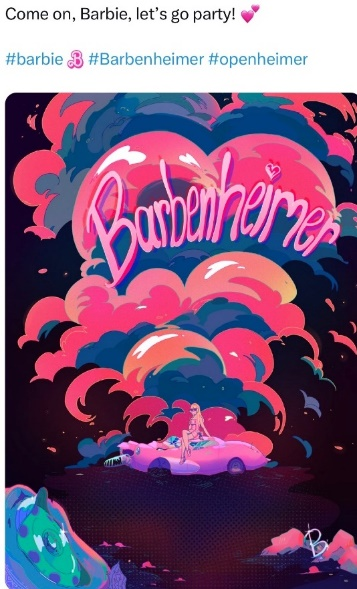 Come on, Barbie, let's go party! 💕
#barbie #Barbenheimer #openheimer
Barbenheimer
B